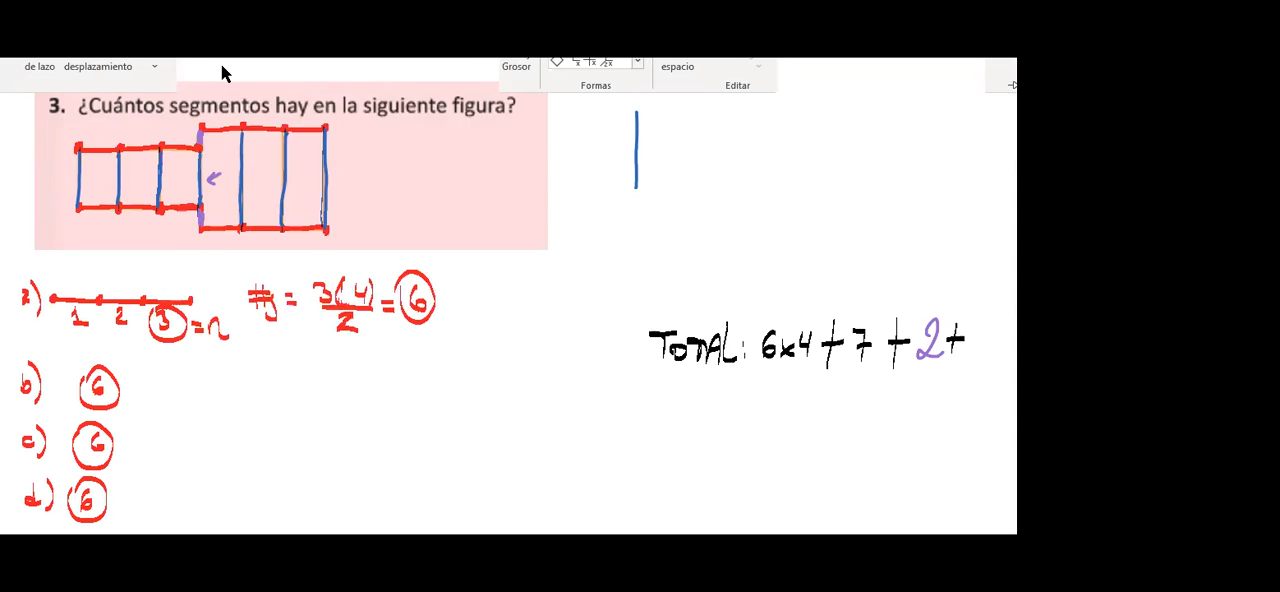 de lazo desplazamiento Grosor espacio
Formas Editar
3. ¿Cuántos segmentos hay en la siguiente figura?
a) 1 2 3 = n #s = 3(4)/2 = 6
TOTAL: 6x4+7+2+
b) 6
c) 6
d) 6